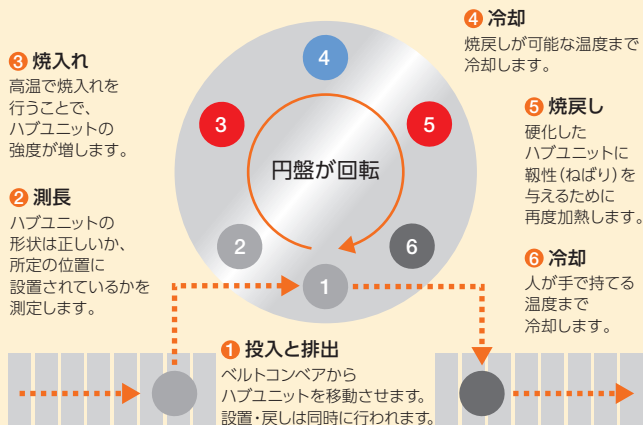 ❸ 焼入れ
高温で焼入れを
行うことで、
ハブユニットの
強度が増します。
❷ 測長
ハブユニットの
形状は正しいか、
所定の位置に
設置されているかを
測定します。
4
3
5
円盤が回転
2
6
1
❹ 冷却
焼戻しが可能な温度まで
冷却します。
❺ 焼戻し
硬化した
ハブユニットに
靱性(ねばり)を
与えるために
再度加熱します。
❻ 冷却
人が手で持てる
温度まで
冷却します。
❶ 投入と排出
ベルトコンベアから
ハブユニットを移動させます。
設置・戻しは同時に行われます。